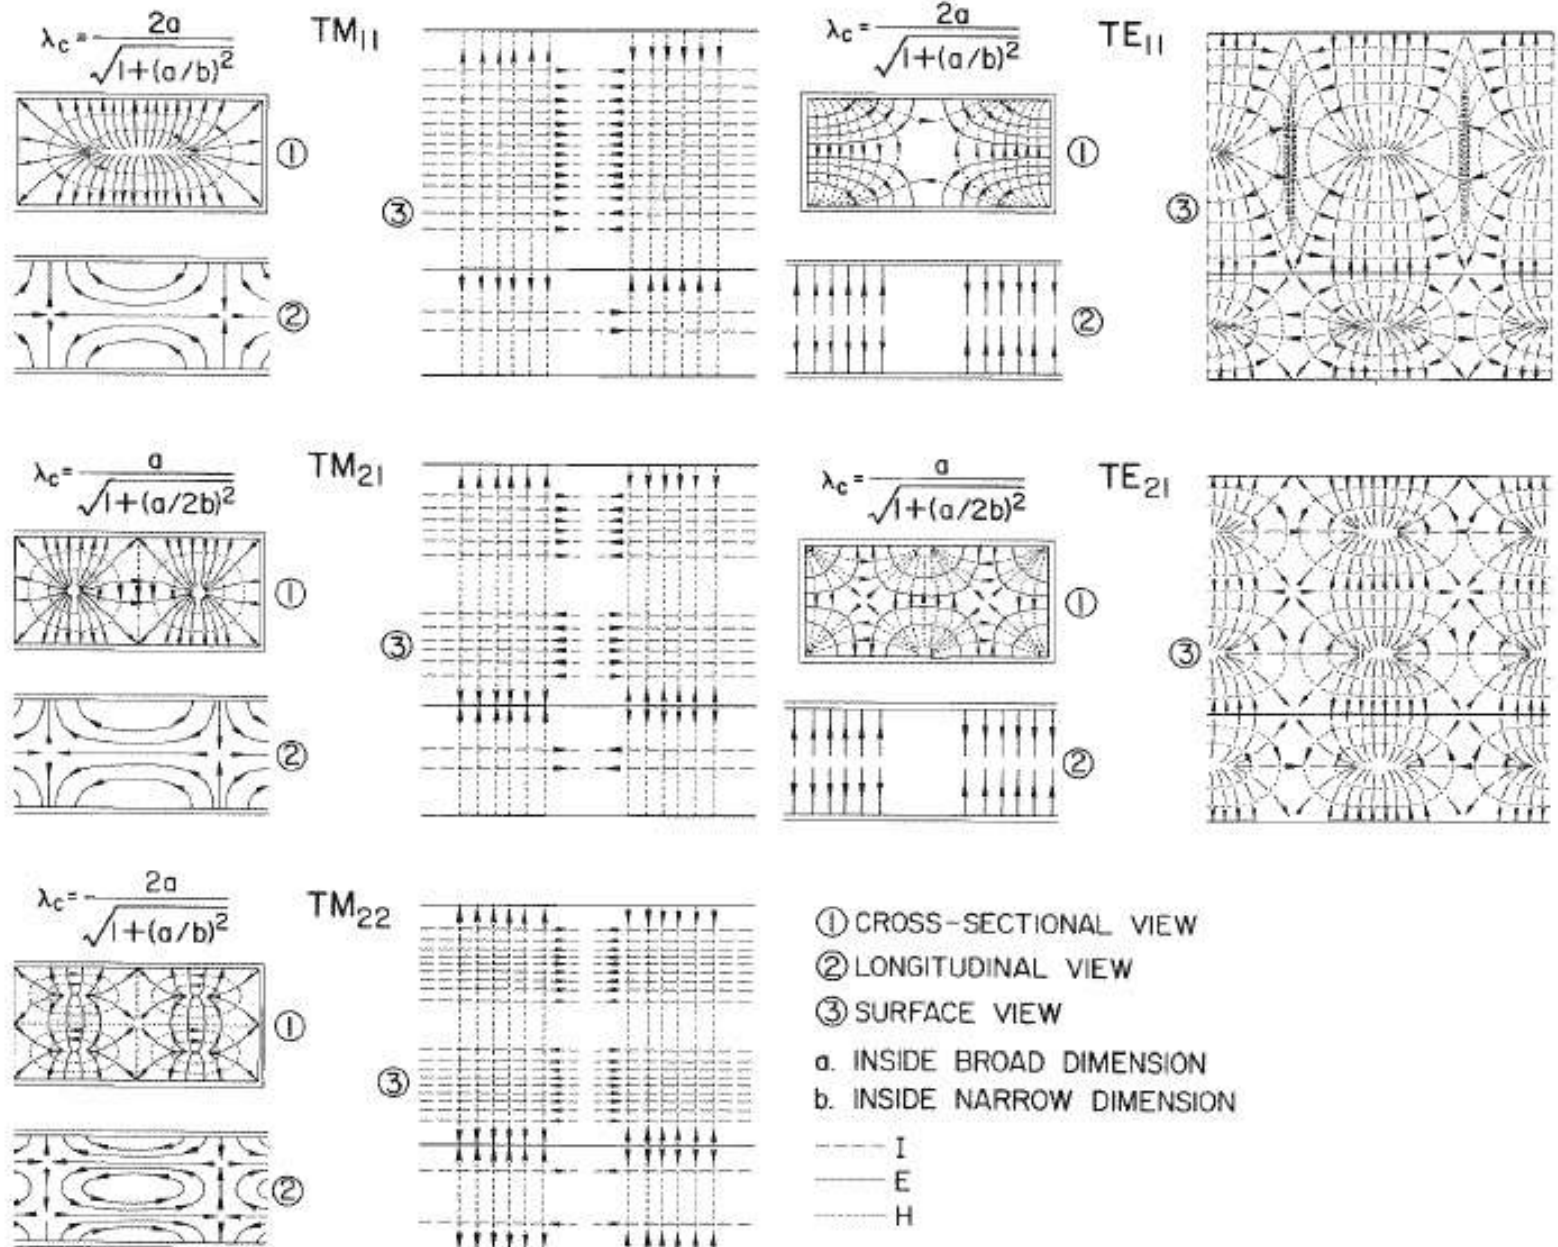 λc = 2a / √1+(a/b)²
TM11
①
②
③
λc = 2a / √1+(a/b)²
TE11
①
②
③
λc = a / √1+(a/2b)²
TM21
①
②
③
λc = a / √1+(a/2b)²
TE21
①
②
③
λc = 2a / √1+(a/b)²
TM22
①
②
③
① CROSS-SECTIONAL VIEW
② LONGITUDINAL VIEW
③ SURFACE VIEW
a. INSIDE BROAD DIMENSION
b. INSIDE NARROW DIMENSION
I
E
H